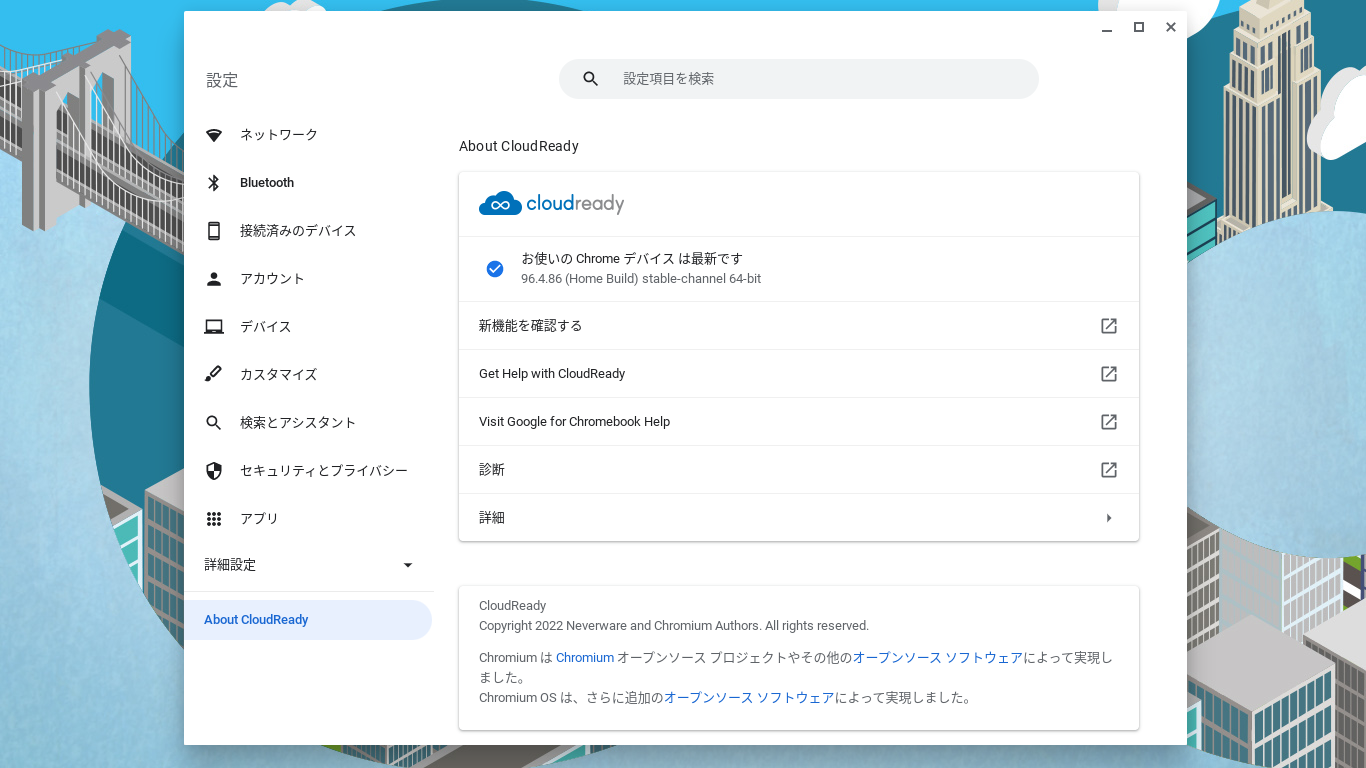 設定
設定項目を検索
ネットワーク
Bluetooth
接続済みのデバイス
アカウント
デバイス
カスタマイズ
検索とアシスタント
セキュリティとプライバシー
アプリ
詳細設定
About CloudReady
About CloudReady
cloudready
お使いの Chrome デバイス は最新です
96.4.86 (Home Build) stable-channel 64-bit
新機能を確認する
Get Help with CloudReady
Visit Google for Chromebook Help
診断
詳細
CloudReady
Copyright 2022 Neverware and Chromium Authors. All rights reserved.
Chromium は Chromium オープンソース プロジェクトやその他のオープンソース ソフトウェアによって実現し
ました。
Chromium OS は、さらに追加のオープンソース ソフトウェアによって実現しました。